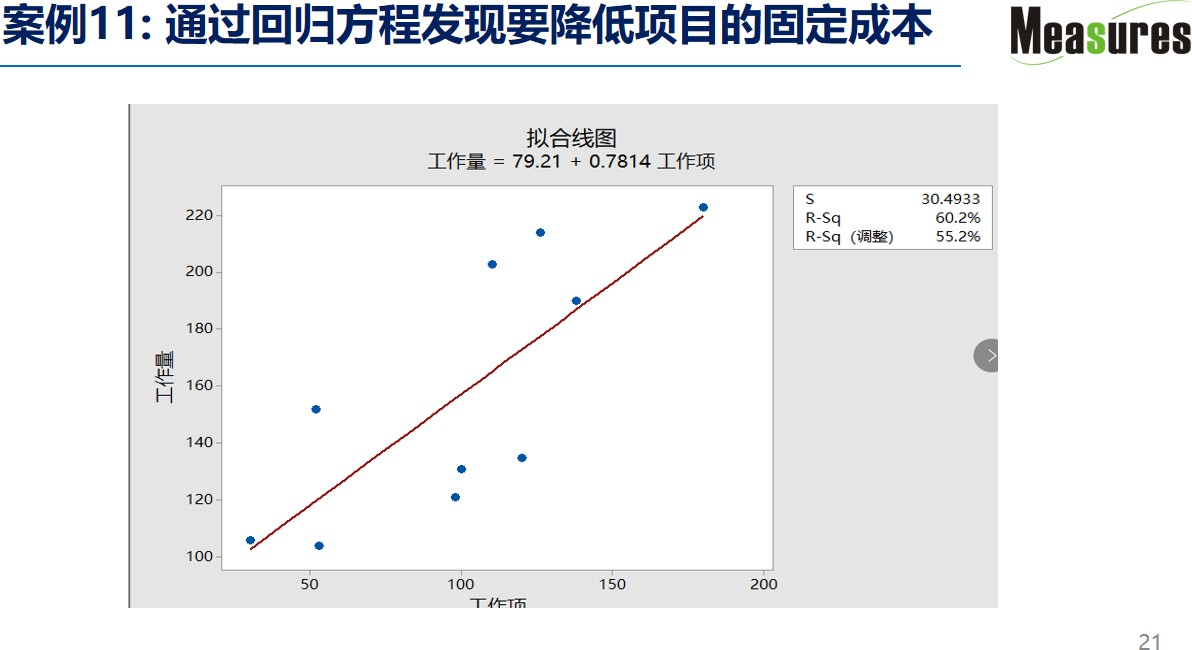 案例11: 通过回归方程发现要降低项目的固定成本
Measures
拟合线图
工作量 = 79.21 + 0.7814 工作项
S 30.4933
R-Sq 60.2%
R-Sq (调整) 55.2%
220
200
180
160
140
120
100
工作量
50 100 150 200
工作项
21